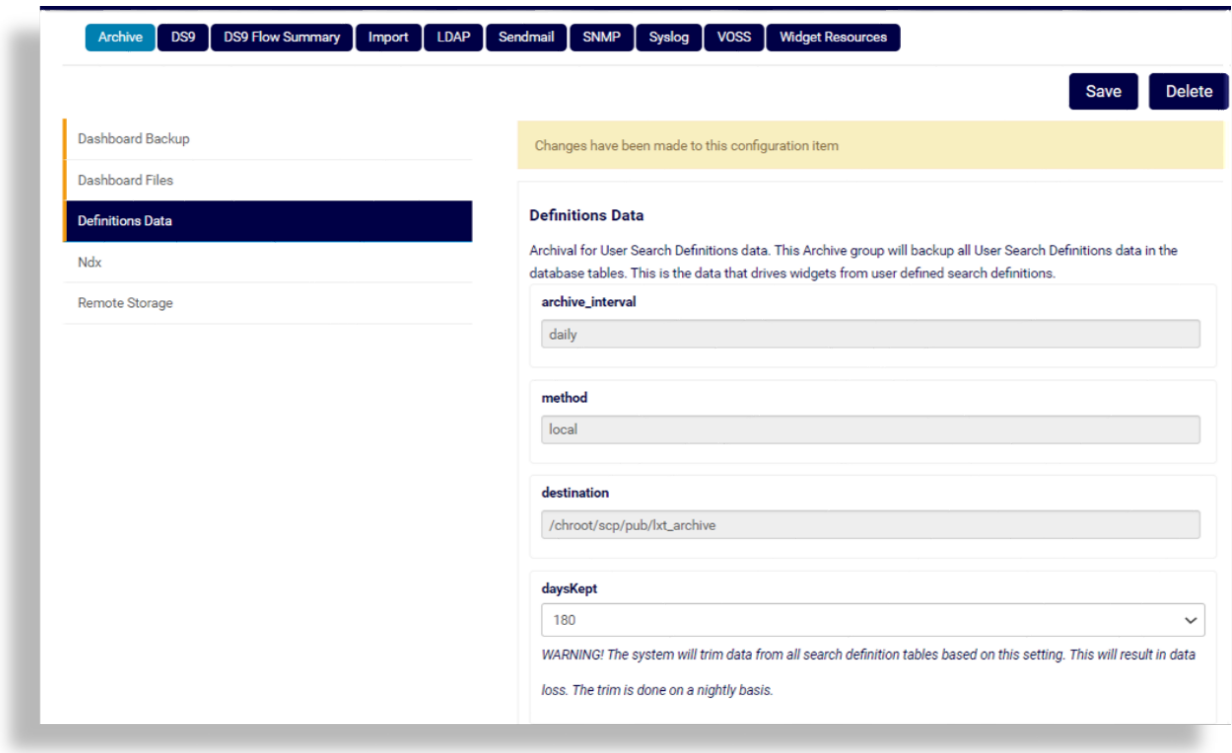 Archive DS9 DS9 Flow Summary Import LDAP Sendmail SNMP Syslog VOSS Widget Resources
Save Delete
Dashboard Backup
Dashboard Files
Definitions Data
Ndx
Remote Storage
Changes have been made to this configuration item
Definitions Data
Archival for User Search Definitions data. This Archive group will backup all User Search Definitions data in the
database tables. This is the data that drives widgets from user defined search definitions.
archive_interval
daily
method
local
destination
/chroot/scp/pub/lxt_archive
daysKept
180
WARNING! The system will trim data from all search definition tables based on this setting. This will result in data
loss. The trim is done on a nightly basis.